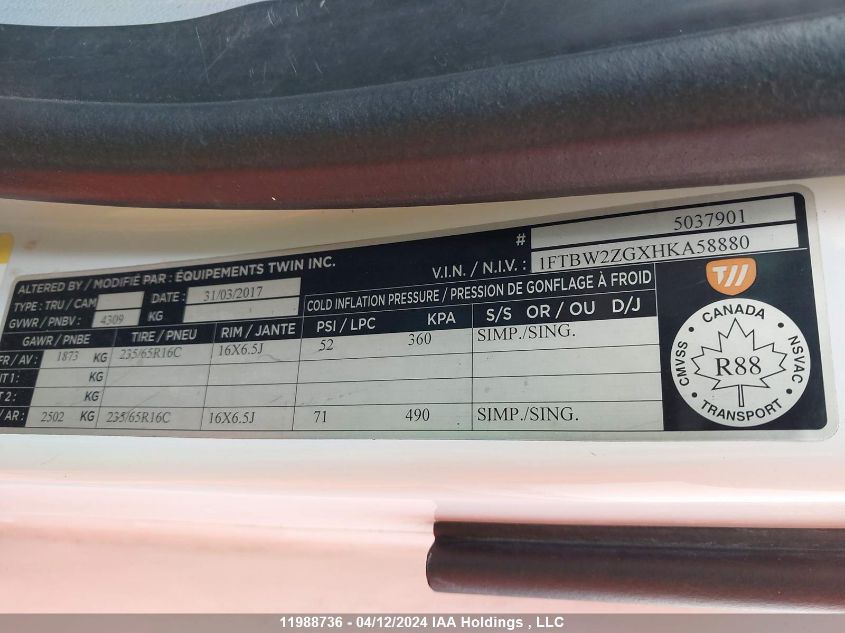 # 5037901
ALTERED BY / MODIFIÉ PAR : ÉQUIPEMENTS TWIN INC. V.I.N. / N.I.V. : 1FTBW2ZGXHKA58880
TYPE : TRU / CAM DATE : 31/03/2017 COLD INFLATION PRESSURE / PRESSION DE GONFLAGE À FROID
GVWR / PNBV : 4309 KG
GAWR / PNBE TIRE / PNEU RIM / JANTE PSI / LPC KPA S/S OR / OU D/J
FR / AV : 1873 KG 235/65R16C 16X6.5J 52 360 SIMP./SING.
T 1 : KG
T 2 : KG
/ AR : 2502 KG 235/65R16C 16X6.5J 71 490 SIMP./SING.
CANADA
CMVSS R88 NSVAC
TRANSPORT
11988736 - 04/12/2024 IAA Holdings , LLC